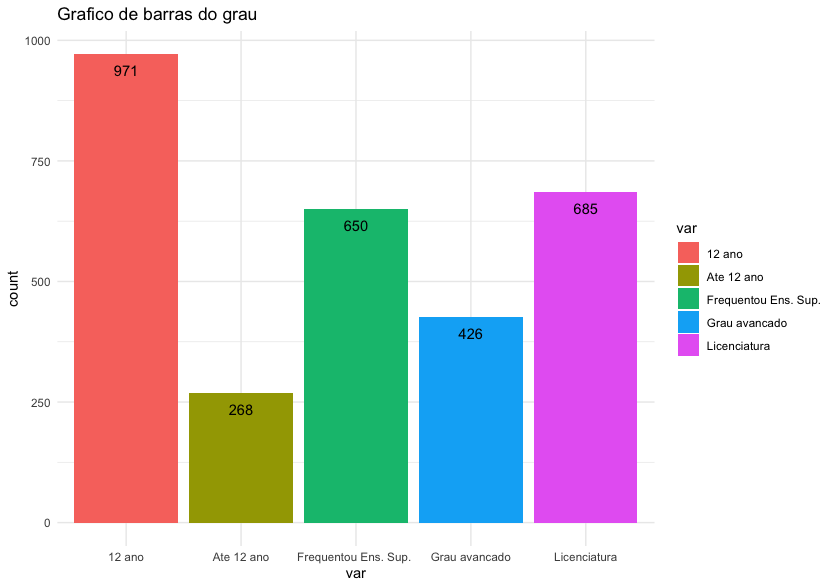 Grafico de barras do grau
1000
750
500
250
0
count
971
268
650
426
685
12 ano
Ate 12 ano
Frequentou Ens. Sup.
Grau avancado
Licenciatura
var
var
12 ano
Ate 12 ano
Frequentou Ens. Sup.
Grau avancado
Licenciatura